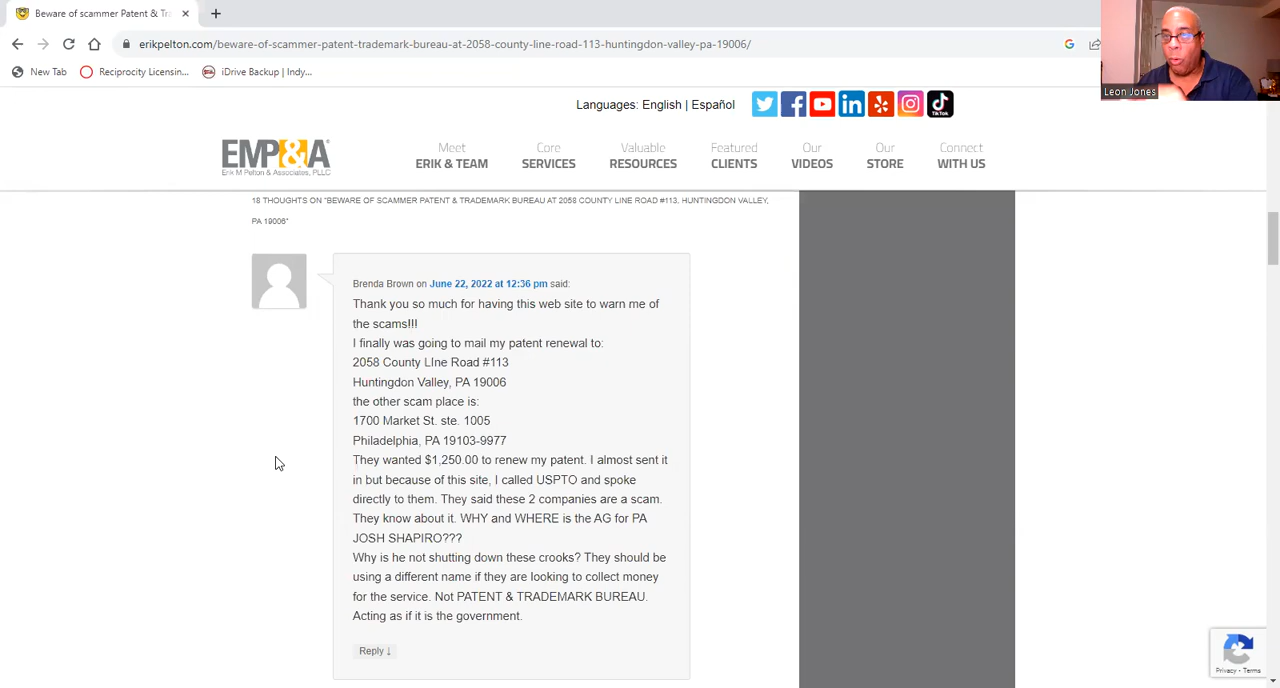 Beware of scammer Patent & Tra
erikpelton.com/beware-of-scammer-patent-trademark-bureau-at-2058-county-line-road-113-huntingdon-valley-pa-19006/
New Tab
Reciprocity Licensin...
iDrive Backup | Indy...
Leon Jones
Languages: English | Español
TikTok
EMP&A
Erik M Pelton & Associates, PLLC
Meet
ERIK & TEAM
Core
SERVICES
Valuable
RESOURCES
Featured
CLIENTS
Our
VIDEOS
Our
STORE
Connect
WITH US
18 THOUGHTS ON "BEWARE OF SCAMMER PATENT & TRADEMARK BUREAU AT 2058 COUNTY LINE ROAD #113, HUNTINGDON VALLEY,
PA 19006"
Brenda Brown on June 22, 2022 at 12:36 pm said:
Thank you so much for having this web site to warn me of
the scams!!!
I finally was going to mail my patent renewal to:
2058 County LIne Road #113
Huntingdon Valley, PA 19006
the other scam place is:
1700 Market St. ste. 1005
Philadelphia, PA 19103-9977
They wanted $1,250.00 to renew my patent. I almost sent it
in but because of this site, I called USPTO and spoke
directly to them. They said these 2 companies are a scam.
They know about it. WHY and WHERE is the AG for PA
JOSH SHAPIRO???
Why is he not shutting down these crooks? They should be
using a different name if they are looking to collect money
for the service. Not PATENT & TRADEMARK BUREAU.
Acting as if it is the government.
Reply ↓
Privacy - Terms